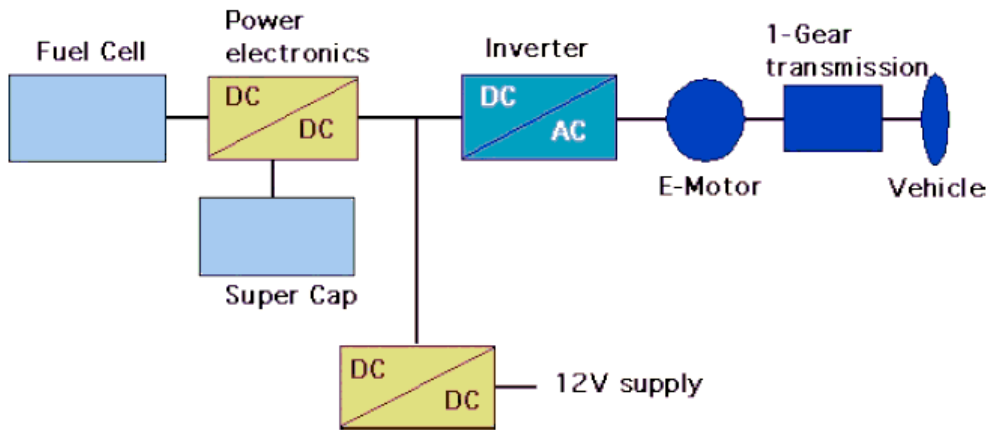 Fuel Cell
Power
electronics
DC
DC
Inverter
DC
AC
1-Gear
transmission
E-Motor
Vehicle
Super Cap
DC
DC
12V supply